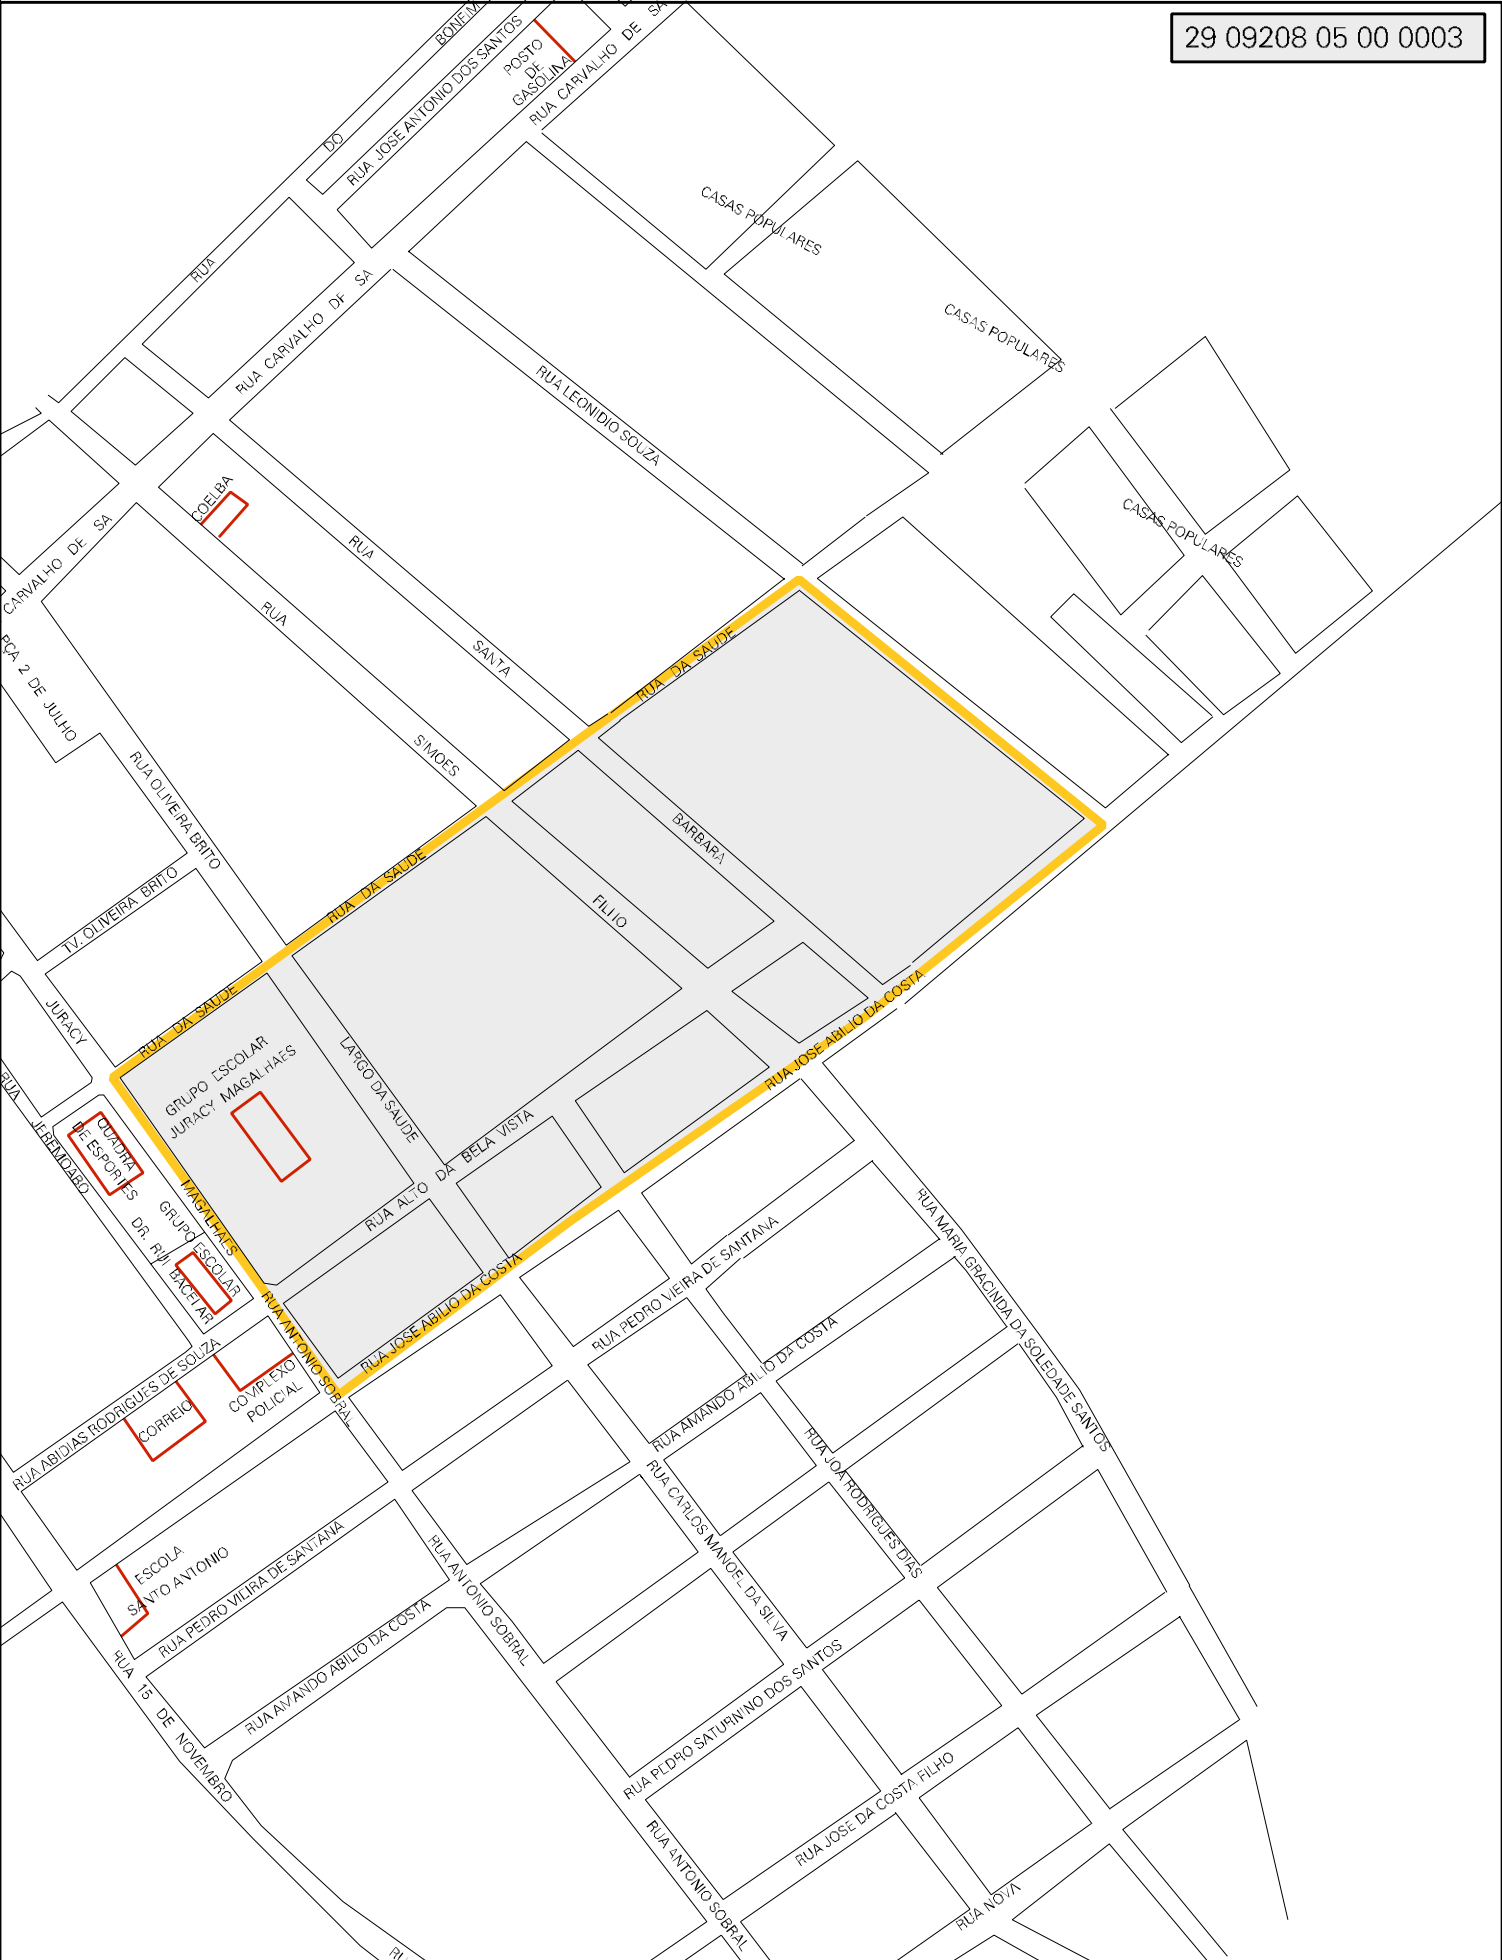 29 09208 05 00 0003
BONFIM
DO
RUA
RUA JOSE ANTONIO DOS SANTOS
POSTO
DE
GASOLINA
RUA CARVALHO DE SA
CASAS POPULARES
CASAS POPULARES
CASAS POPULARES
RUA CARVALHO DE SA
RUA LEONIDIO SOUZA
COELBA
CARVALHO DE SA
RUA
SANTA
BARBARA
RUA
SIMOES
FILHO
PÇA 2 DE JULHO
RUA OLIVEIRA BRITO
TV. OLIVEIRA BRITO
RUA DA SAUDE
RUA DA SAUDE
RUA DA SAUDE
JURACY
MAGALHAES
GRUPO ESCOLAR
JURACY MAGALHAES
LARGO DA SAUDE
RUA ALTO DA BELA VISTA
RUA JOSE ABILIO DA COSTA
RUA JOSE ABILIO DA COSTA
RUA
JEREMOABO
QUADRA
DE ESPORTES
GRUPO ESCOLAR
DR. RUI BACELAR
RUA ANTONIO SOBRAL
RUA ABIDIAS RODRIGUES DE SOUZA
COMPLEXO
POLICIAL
CORREIO
ESCOLA
SANTO ANTONIO
RUA PEDRO VIEIRA DE SANTANA
RUA PEDRO VIEIRA DE SANTANA
RUA AMANDO ABILIO DA COSTA
RUA AMANDO ABILIO DA COSTA
RUA MARIA GRACINDA DA SOLEDADE SANTOS
RUA JOA RODRIGUES DIAS
RUA CARLOS MANOEL DA SILVA
RUA ANTONIO SOBRAL
RUA 15 DE NOVEMBRO
RUA PEDRO SATURNINO DOS SANTOS
RUA JOSE DA COSTA FILHO
RUA ANTONIO SOBRAL
RUA NOVA